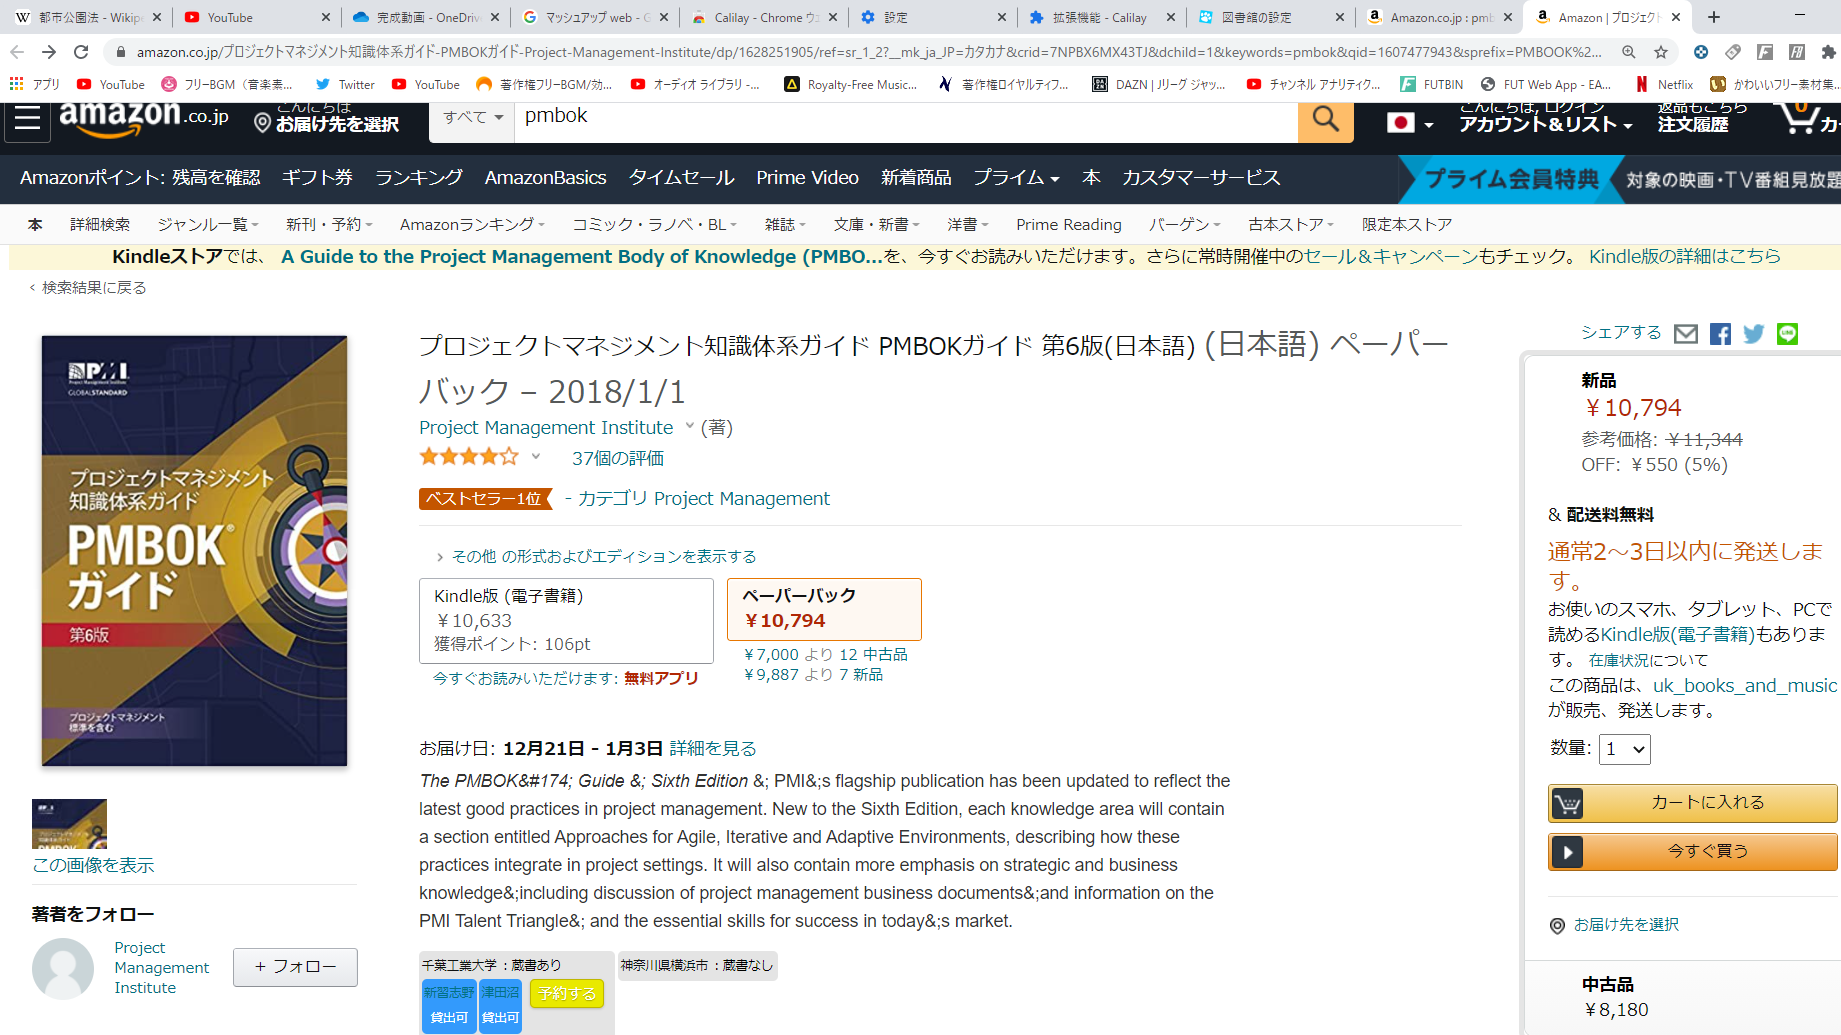 都市公園法 - Wikipe
YouTube
完成動画 - OneDrive
マッシュアップ web - G
Calilay - Chrome ウェ
設定
拡張機能 - Calilay
図書館の設定
Amazon.co.jp : pmb
Amazon | プロジェクト
amazon.co.jp/プロジェクトマネジメント知識体系ガイド-PMBOKガイド-Project-Management-Institute/dp/1628251905/ref=sr_1_2?__mk_ja_JP=カタカナ&crid=7NPBX6MX43TJ&dchild=1&keywords=pmbok&qid=1607477943&sprefix=PMBOOK%2...
アプリ
YouTube
フリーBGM（音楽素...
Twitter
YouTube
著作権フリーBGM/効...
オーディオ ライブラリ -...
Royalty-Free Music...
著作権ロイヤルティフ...
DAZN | Jリーグ ジャッ...
チャンネル アナリティク...
FUTBIN
FUT Web App - EA...
Netflix
かわいいフリー素材集...
amazon.co.jp
こんにちは
お届け先を選択
すべて
pmbok
こんにちは, ログイン
アカウント&リスト
返品もこちら
注文履歴
0
カ
Amazonポイント: 残高を確認
ギフト券
ランキング
AmazonBasics
タイムセール
Prime Video
新着商品
プライム
本
カスタマーサービス
プライム会員特典
対象の映画・TV番組見放題
本
詳細検索
ジャンル一覧
新刊・予約
Amazonランキング
コミック・ラノベ・BL
雑誌
文庫・新書
洋書
Prime Reading
バーゲン
古本ストア
限定本ストア
Kindleストアでは、 A Guide to the Project Management Body of Knowledge (PMBO...を、今すぐお読みいただけます。さらに常時開催中のセール＆キャンペーンもチェック。 Kindle版の詳細はこちら
‹ 検索結果に戻る
PMI
Project Management Institute
GLOBALSTANDARD
プロジェクトマネジメント
知識体系ガイド
PMBOK®
ガイド
第6版
プロジェクトマネジメント
標準を含む
この画像を表示
著者をフォロー
Project
Management
Institute
+ フォロー
プロジェクトマネジメント知識体系ガイド PMBOKガイド 第6版(日本語) (日本語) ペーパー
バック – 2018/1/1
Project Management Institute (著)
37個の評価
ベストセラー1位 - カテゴリ Project Management
› その他 の形式およびエディションを表示する
Kindle版 (電子書籍)
￥10,633
獲得ポイント: 106pt
今すぐお読みいただけます: 無料アプリ
ペーパーバック
￥10,794
￥7,000 より 12 中古品
￥9,887 より 7 新品
お届け日: 12月21日 - 1月3日 詳細を見る
The PMBOK&#174; Guide &; Sixth Edition &; PMI&;s flagship publication has been updated to reflect the
latest good practices in project management. New to the Sixth Edition, each knowledge area will contain
a section entitled Approaches for Agile, Iterative and Adaptive Environments, describing how these
practices integrate in project settings. It will also contain more emphasis on strategic and business
knowledge&;including discussion of project management business documents&;and information on the
PMI Talent Triangle&; and the essential skills for success in today&;s market.
千葉工業大学 : 蔵書あり
新習志野
貸出可
津田沼
貸出可
予約する
神奈川県横浜市 : 蔵書なし
シェアする
新品
￥10,794
参考価格: ￥11,344
OFF: ￥550 (5%)
& 配送料無料
通常2～3日以内に発送しま
す。
お使いのスマホ、タブレット、PCで
読めるKindle版(電子書籍)もありま
す。 在庫状況について
この商品は、uk_books_and_music
が販売、発送します。
数量: 1
カートに入れる
今すぐ買う
お届け先を選択
中古品
￥8,180